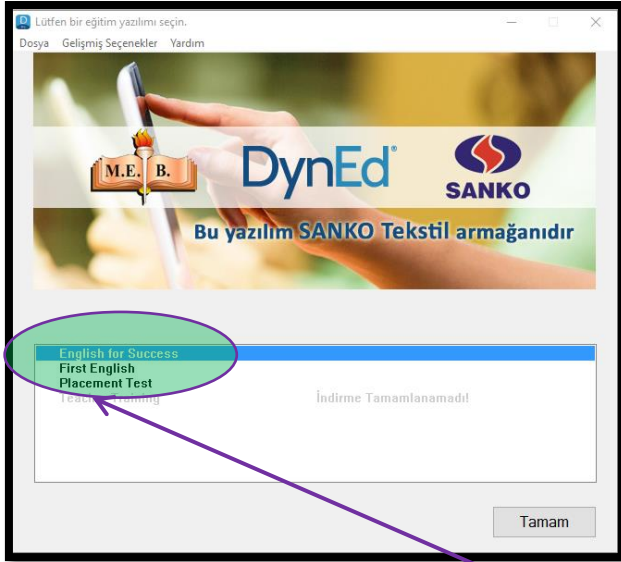 Lütfen bir eğitim yazılımı seçin.
Dosya Gelişmiş Seçenekler Yardım
M.E. B. DynEd SANKO
Bu yazılım SANKO Tekstil armağanıdır
English for Success
First English
Placement Test
Teacher Training İndirme Tamamlanamadı!
Tamam